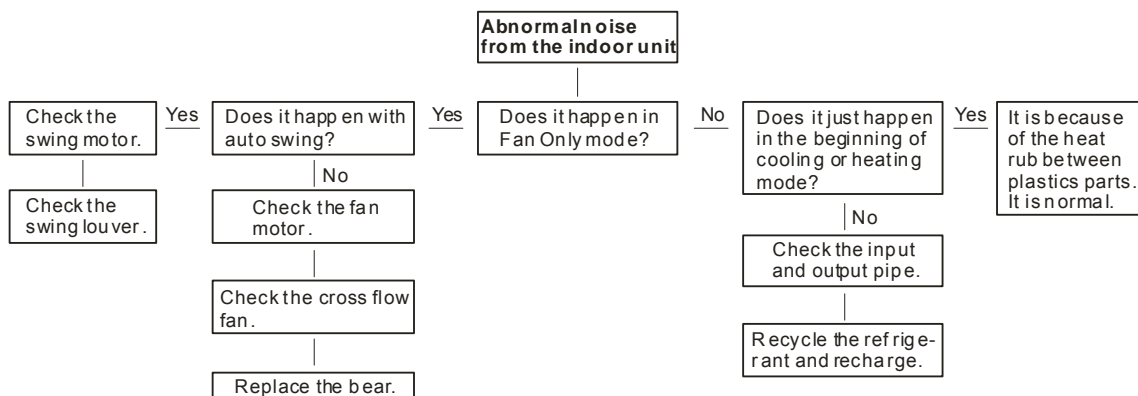 Abnormaln oise
from the indoor unit
Check the
swing motor.
Yes
Does it happ en with
auto swing?
Yes
Does it happen in
Fan Only mode?
No
Does it just happen
in the beginning of
cooling or heating
mode?
Yes
It is because
of the heat
rub between
plastics parts.
It is normal.
Check the
swing louver.
No
Check the fan
motor.
Check the cross flow
fan.
Replace the bear.
No
Check the input
and output pipe.
Recycle the refrige-
rant and recharge.